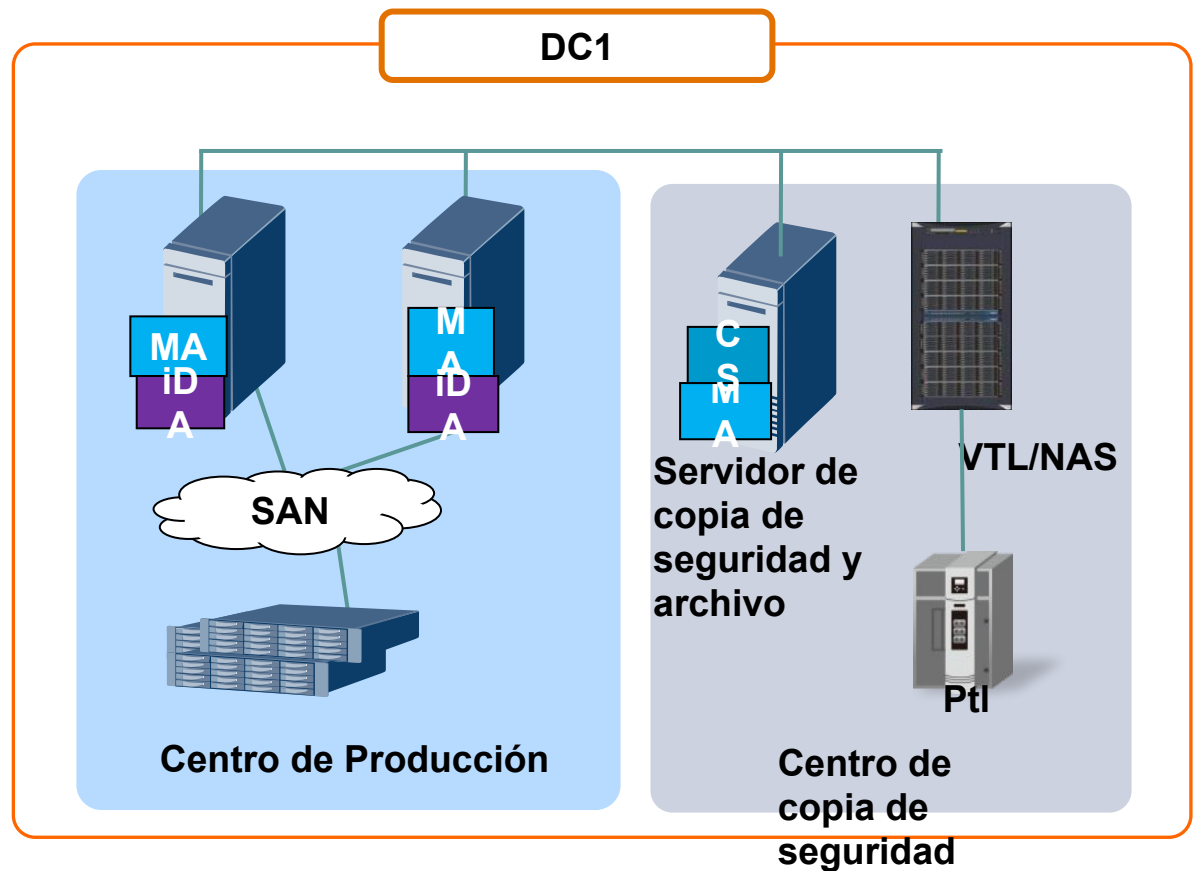 DC1
MA
iD
A
M
A
iD
A
SAN
Centro de Producción
C
S
M
A
Servidor de
copia de
seguridad y
archivo
VTL/NAS
Ptl
Centro de
copia de
seguridad